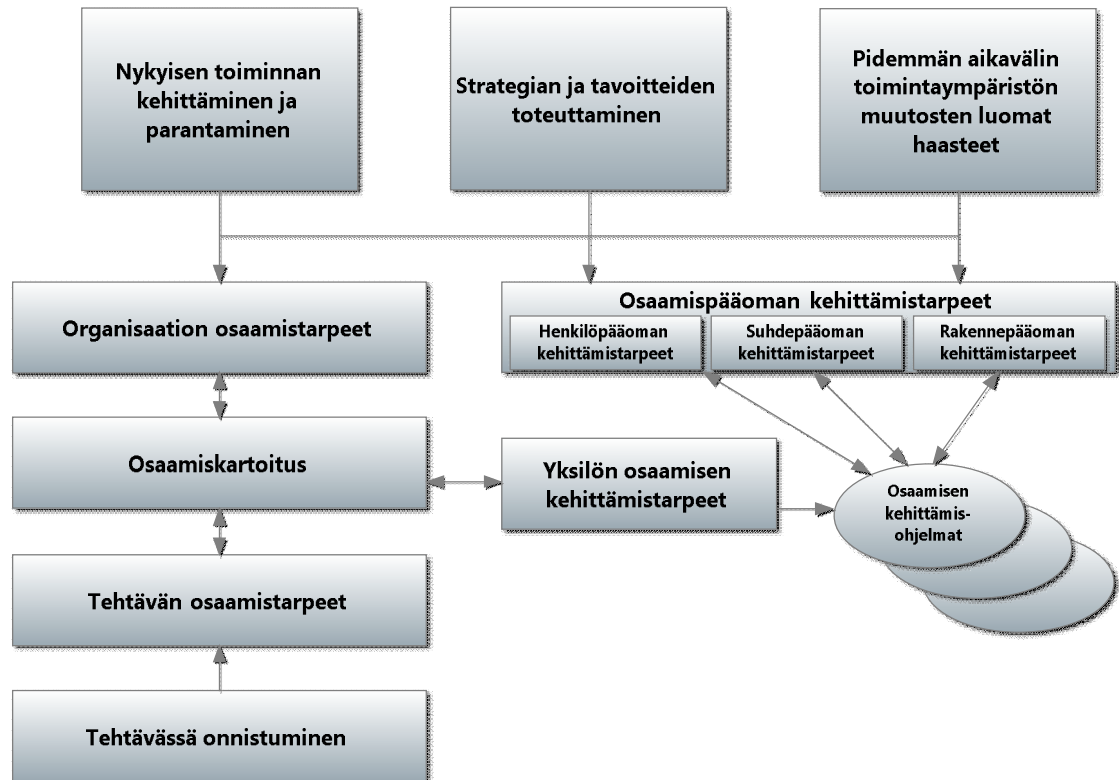 Nykyisen toiminnan
kehittäminen ja
parantaminen
Strategian ja tavoitteiden
toteuttaminen
Pidemmän aikavälin
toimintaympäristön
muutosten luomat
haasteet
Organisaation osaamistarpeet
Osaamispääoman kehittämistarpeet
Henkilöpääoman
kehittämistarpeet
Suhdepääoman
kehittämistarpeet
Rakennepääoman
kehittämistarpeet
Osaamiskartoitus
Yksilön osaamisen
kehittämistarpeet
Osaamisen
kehittämis-
ohjelmat
Tehtävän osaamistarpeet
Tehtävässä onnistuminen